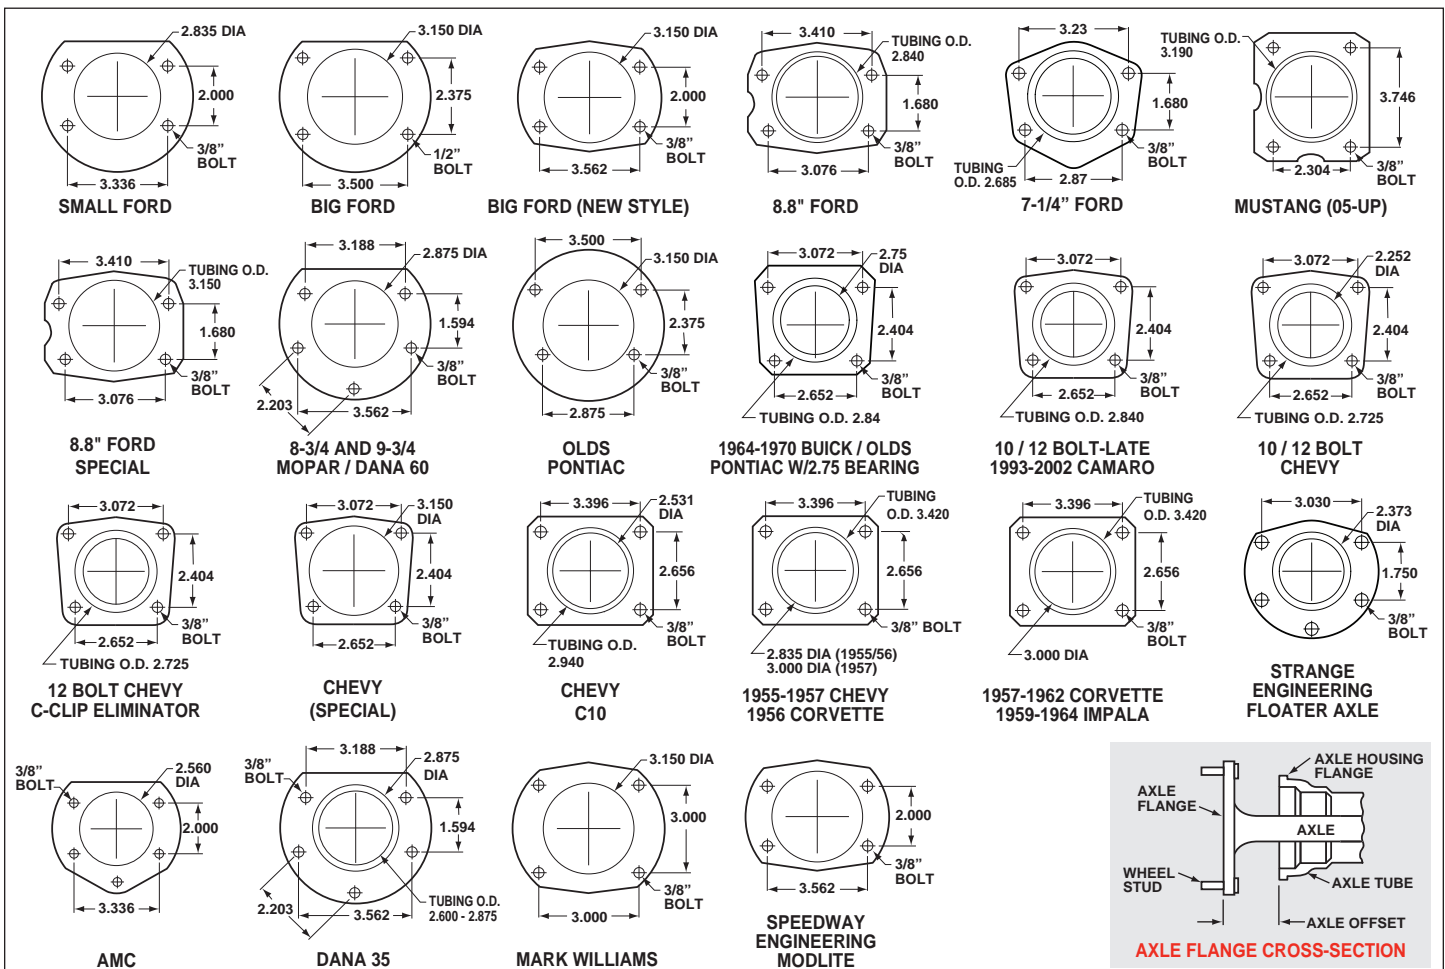 2.835 DIA
2.000
3/8"
BOLT
3.336
SMALL FORD
3.150 DIA
2.375
1/2"
BOLT
3.500
BIG FORD
3.150 DIA
2.000
3/8"
BOLT
3.562
BIG FORD (NEW STYLE)
3.410
TUBING O.D.
2.840
1.680
3/8"
BOLT
3.076
8.8" FORD
3.23
1.680
3/8"
BOLT
TUBING
O.D. 2.685
2.87
7-1/4" FORD
TUBING O.D.
3.190
3.746
3/8"
BOLT
2.304
MUSTANG (05-UP)
3.410
TUBING O.D.
3.150
1.680
3/8"
BOLT
3.076
8.8" FORD
SPECIAL
3.188
2.875 DIA
1.594
3/8"
BOLT
2.203
3.562
8-3/4 AND 9-3/4
MOPAR / DANA 60
3.500
3.150 DIA
2.375
3/8"
BOLT
2.875
OLDS
PONTIAC
3.072
2.75
DIA
2.404
3/8"
BOLT
2.652
TUBING O.D. 2.84
1964-1970 BUICK / OLDS
PONTIAC W/2.75 BEARING
3.072
2.404
3/8"
BOLT
2.652
TUBING O.D. 2.840
10 / 12 BOLT-LATE
1993-2002 CAMARO
3.072
2.252
DIA
2.404
3/8"
BOLT
2.652
TUBING O.D. 2.725
10 / 12 BOLT
CHEVY
3.072
2.404
3/8"
BOLT
2.652
TUBING O.D. 2.725
12 BOLT CHEVY
C-CLIP ELIMINATOR
3.072
3.150
DIA
2.404
3/8"
BOLT
2.652
CHEVY
(SPECIAL)
3.396
2.531
DIA
2.656
3/8"
BOLT
TUBING O.D.
2.940
CHEVY
C10
3.396
TUBING
O.D. 3.420
2.656
3/8" BOLT
2.835 DIA (1955/56)
3.000 DIA (1957)
1955-1957 CHEVY
1956 CORVETTE
3.396
TUBING
O.D. 3.420
2.656
3/8"
BOLT
3.000 DIA
1957-1962 CORVETTE
1959-1964 IMPALA
3.030
2.373
DIA
1.750
3/8"
BOLT
STRANGE
ENGINEERING
FLOATER AXLE
3/8"
BOLT
2.560
DIA
2.000
3.336
AMC
3/8"
BOLT
3.188
2.875
DIA
1.594
2.203
3.562
TUBING O.D.
2.600 - 2.875
DANA 35
3.150 DIA
3.000
3/8"
BOLT
3.000
MARK WILLIAMS
2.000
3/8"
BOLT
3.562
SPEEDWAY
ENGINEERING
MODLITE
AXLE HOUSING
FLANGE
AXLE
FLANGE
AXLE
WHEEL
STUD
AXLE TUBE
AXLE OFFSET
AXLE FLANGE CROSS-SECTION